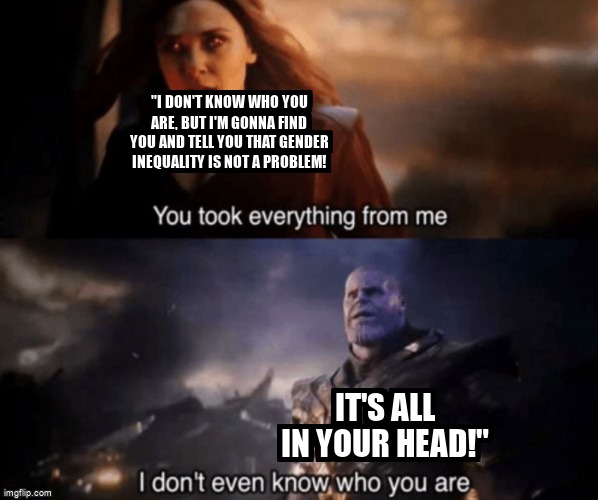 "I DON'T KNOW WHO YOU
ARE, BUT I'M GONNA FIND
YOU AND TELL YOU THAT GENDER
INEQUALITY IS NOT A PROBLEM!
You took everything from me
IT'S ALL
IN YOUR HEAD!"
I don't even know who you are
imgflip.com